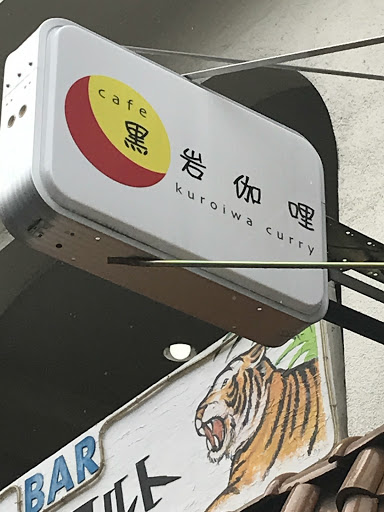 cafe
黒岩伽哩
kuroiwa curry
BAR